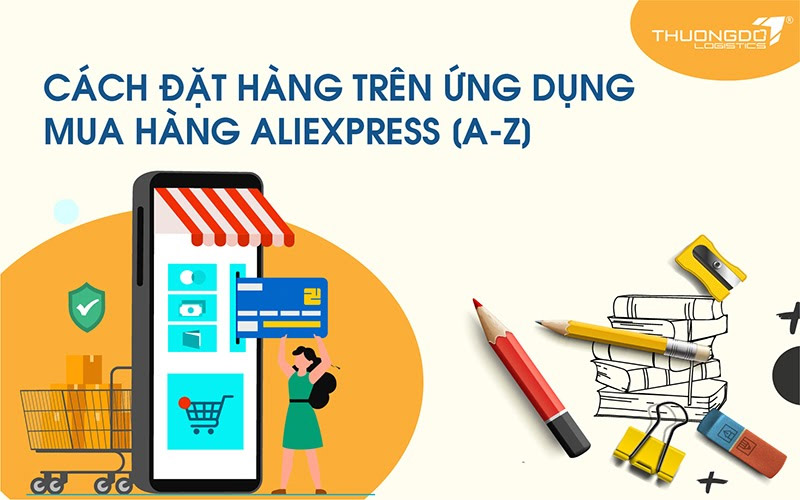 THUONGDO
LOGISTICS
®
CÁCH ĐẶT HÀNG TRÊN ỨNG DỤNG
MUA HÀNG ALIEXPRESS (A-Z)